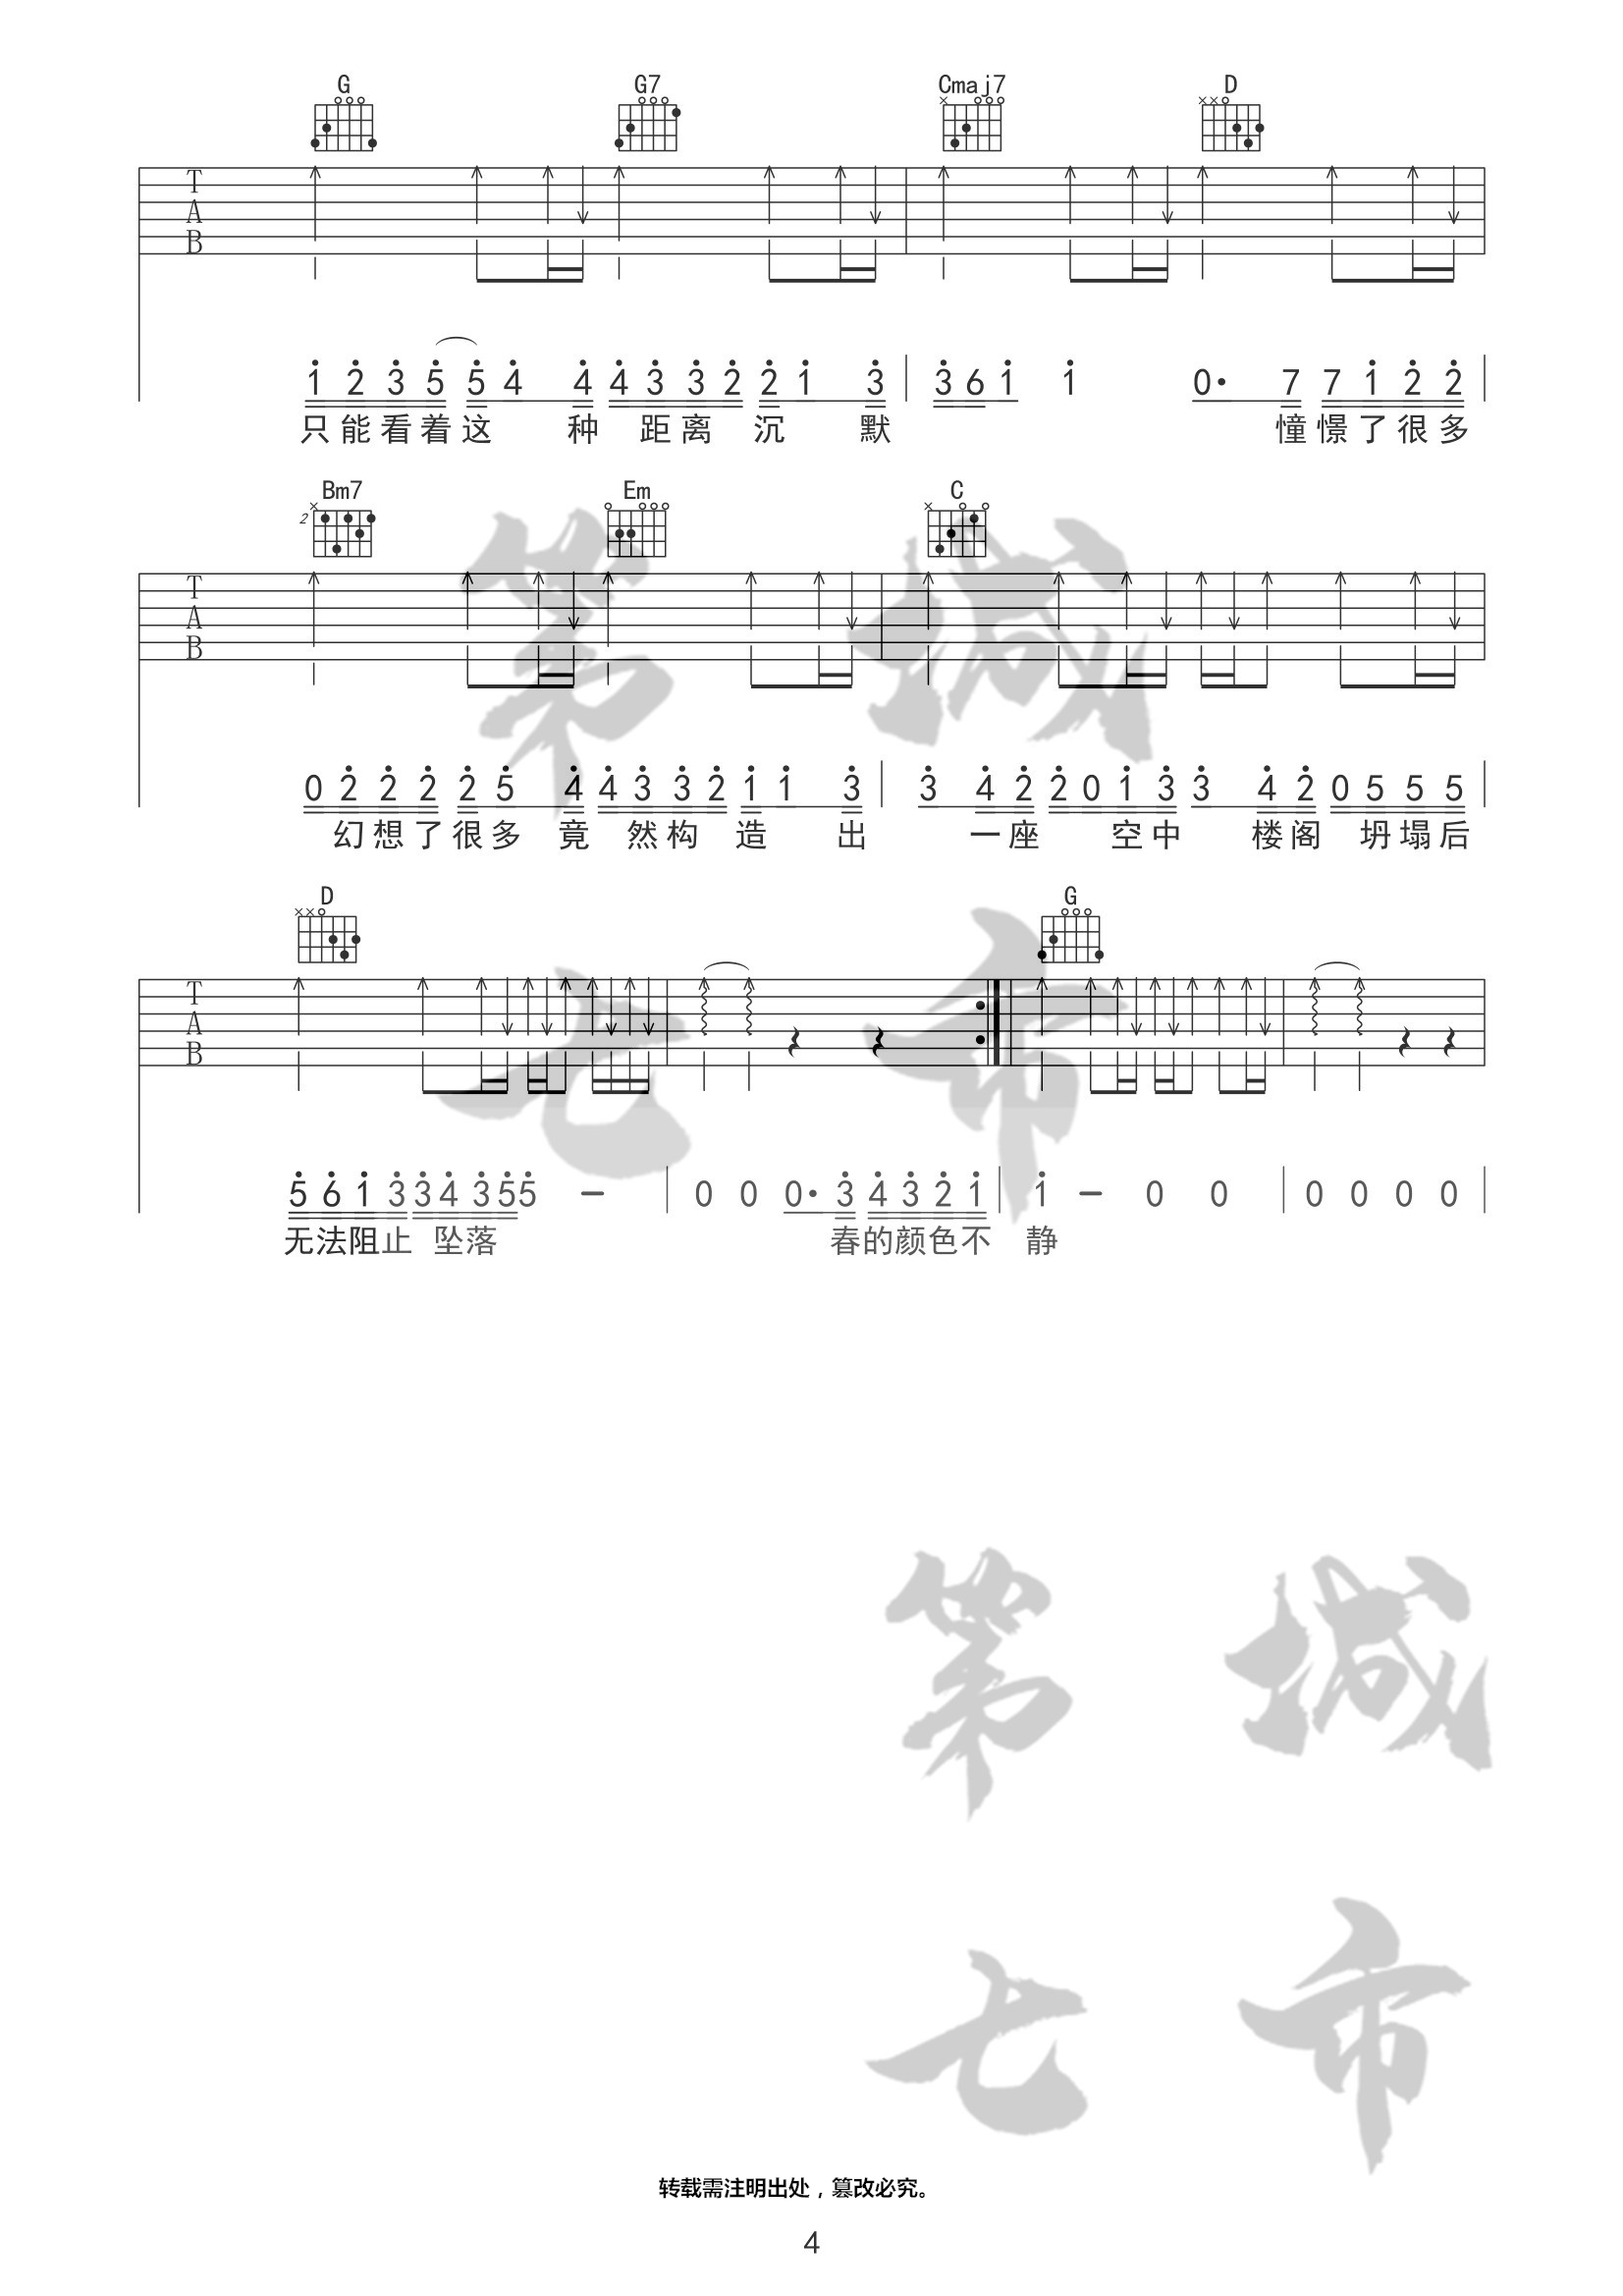 G G7 Cmaj7 D
T
A
B
1 2 3 5 5 4 4 4 3 3 2 2 1 3 3 6 1 1 0· 7 7 1 2 2
只能看着这 种 距离 沉 默 憧憬了很多
Bm7 Em C
2
T
A
B
0 2 2 2 2 5 4 4 3 3 2 1 1 3 3 4 2 2 0 1 3 3 4 2 0 5 5 5
幻想了很多 竟 然构 造 出 一座 空中 楼阁 坍塌后
D G
T
A
B
5 6 1 3 3 4 3 5 5 – 0 0 0· 3 4 3 2 1 1 – 0 0 0 0 0 0
无法阻止 坠落 春的颜色不 静
第 城
七 市
第 城
七 市
转载需注明出处，篡改必究。
4